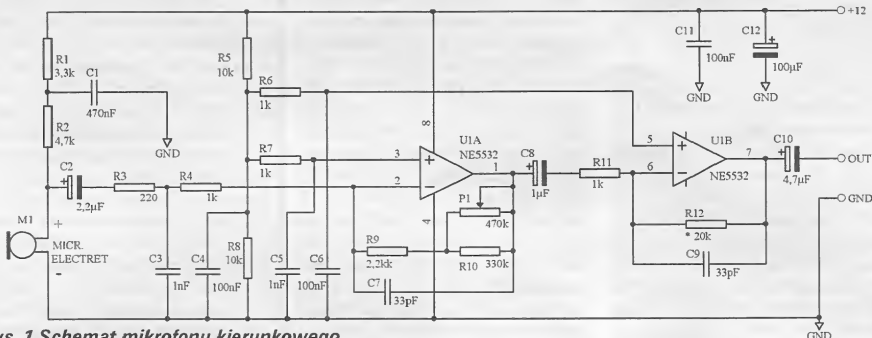 +12
R1
3,3k
C1
470nF
R2
4,7k
GND
C2
2,2µF
R3
220
R4
1k
M1
+
MICR.
ELECTRET
-
C3
1nF
C4
100nF
R5
10k
R6
1k
R7
1k
R8
10k
C5
1nF
C6
100nF
3
2
8
4
1
+
−
U1A
NE5532
P1
470k
R9
2,2kk
R10
330k
C7
33pF
C8
1µF
R11
1k
C11
100nF
GND
C12
+
100µF
GND
5
6
7
+
−
U1B
NE5532
C10
4,7µF
OUT
GND
R12
* 20k
C9
33pF
GND
ys. 1 Schemat mikrofonu kierunkowego